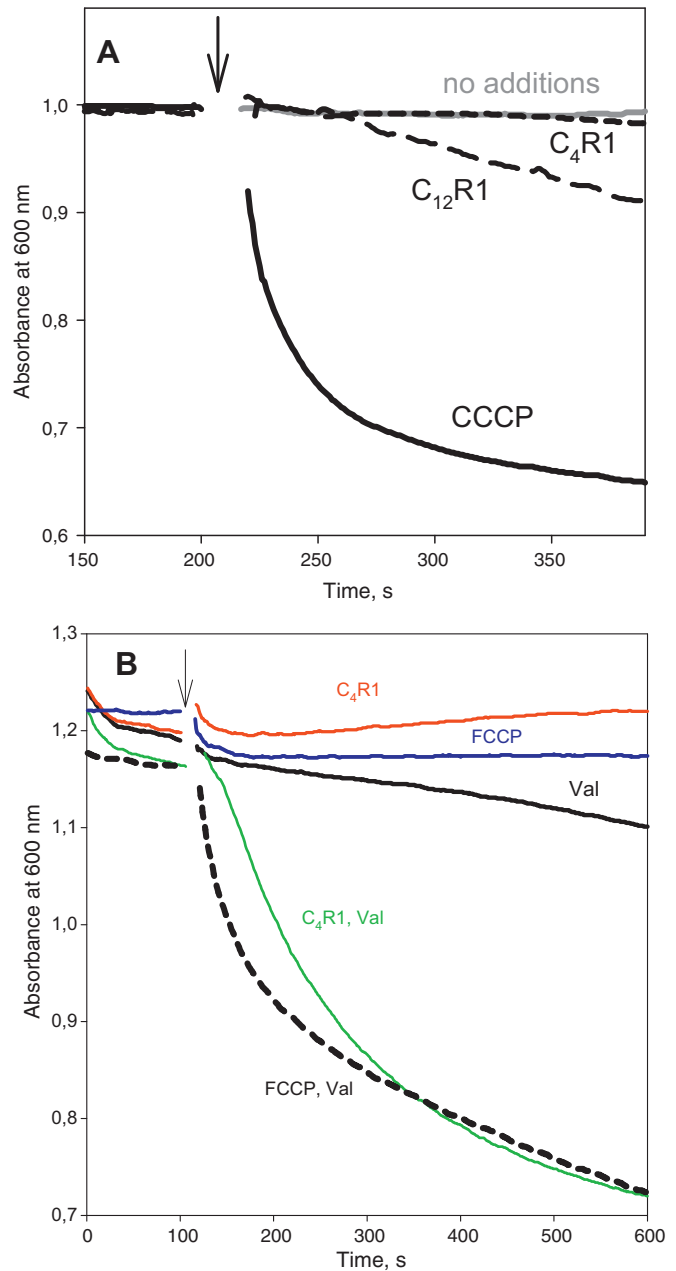 A
no additions
C₄R1
C₁₂R1
CCCP
Absorbance at 600 nm
1,0
0,9
0,8
0,7
0,6
150 200 250 300 350
Time, s
B
C₄R1
FCCP
Val
C₄R1, Val
FCCP, Val
Absorbance at 600 nm
1,3
1,2
1,1
1,0
0,9
0,8
0,7
0 100 200 300 400 500 600
Time, s